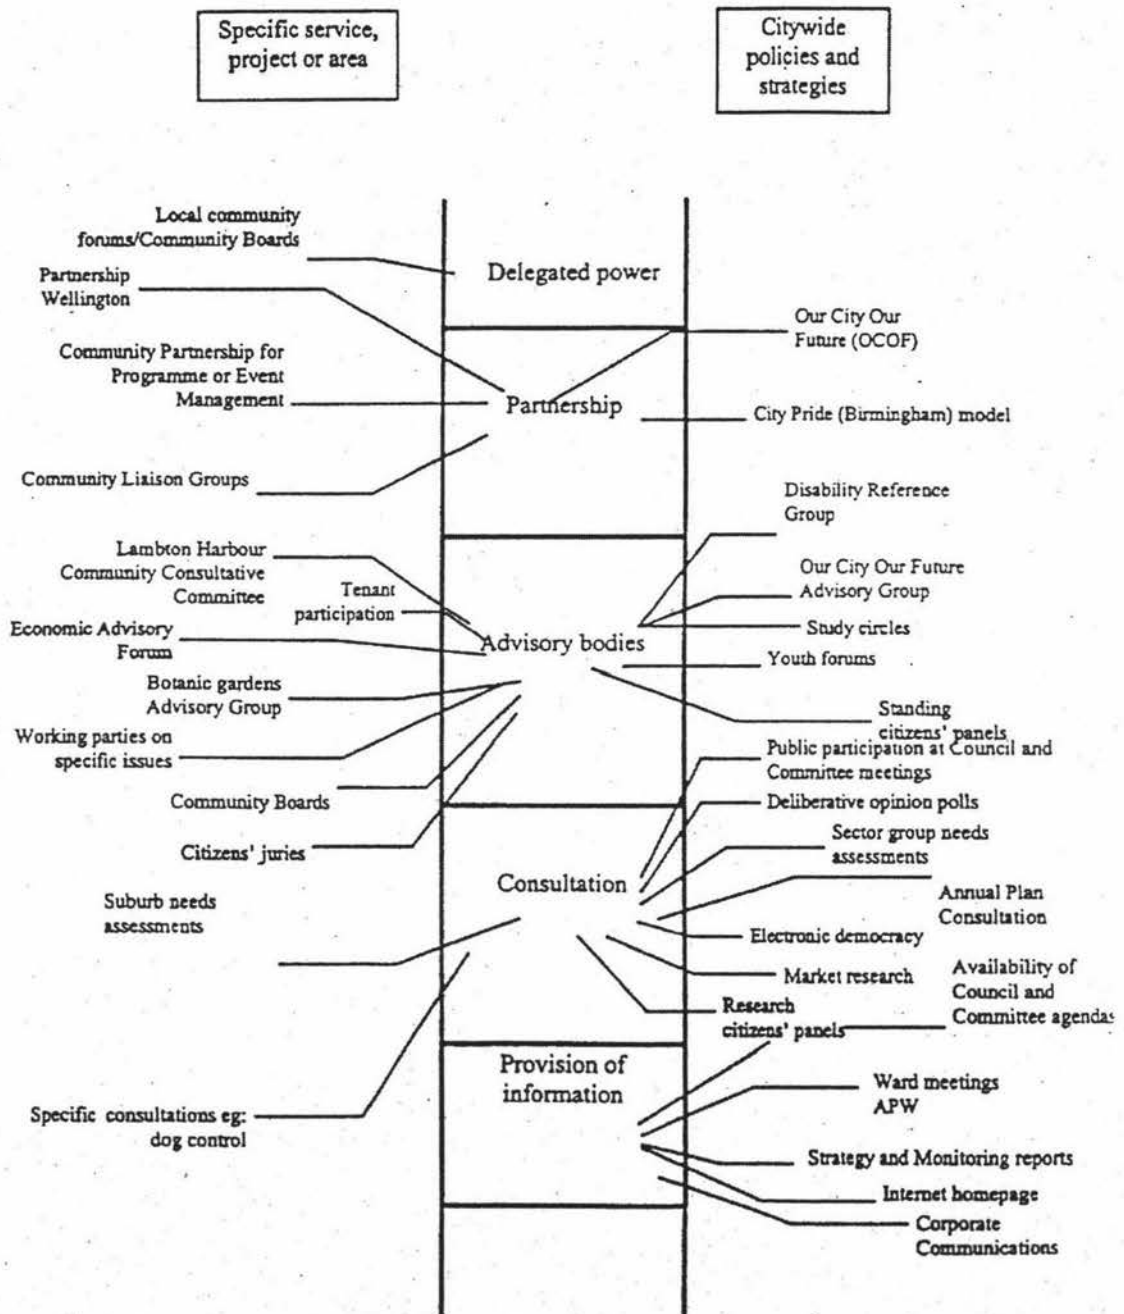 Specific service,
project or area
Citywide
policies and
strategies
Local community
forums/Community Boards
Delegated power
Partnership
Wellington
Our City Our
Future (OCOF)
Community Partnership for
Programme or Event
Management
Partnership
City Pride (Birmingham) model
Community Liaison Groups
Disability Reference
Group
Lambton Harbour
Community Consultative
Committee
Tenant
participation
Our City Our Future
Advisory Group
Study circles
Economic Advisory
Forum
Advisory bodies
Youth forums
Botanic gardens
Advisory Group
Standing
citizens' panels
Working parties on
specific issues
Public participation at Council and
Committee meetings
Community Boards
Deliberative opinion polls
Citizens' juries
Sector group needs
assessments
Consultation
Suburb needs
assessments
Annual Plan
Consultation
Electronic democracy
Market research
Availability of
Council and
Committee agendas
Research
citizens' panels
Provision of
information
Ward meetings
APW
Specific consultations eg:
dog control
Strategy and Monitoring reports
Internet homepage
Corporate
Communications